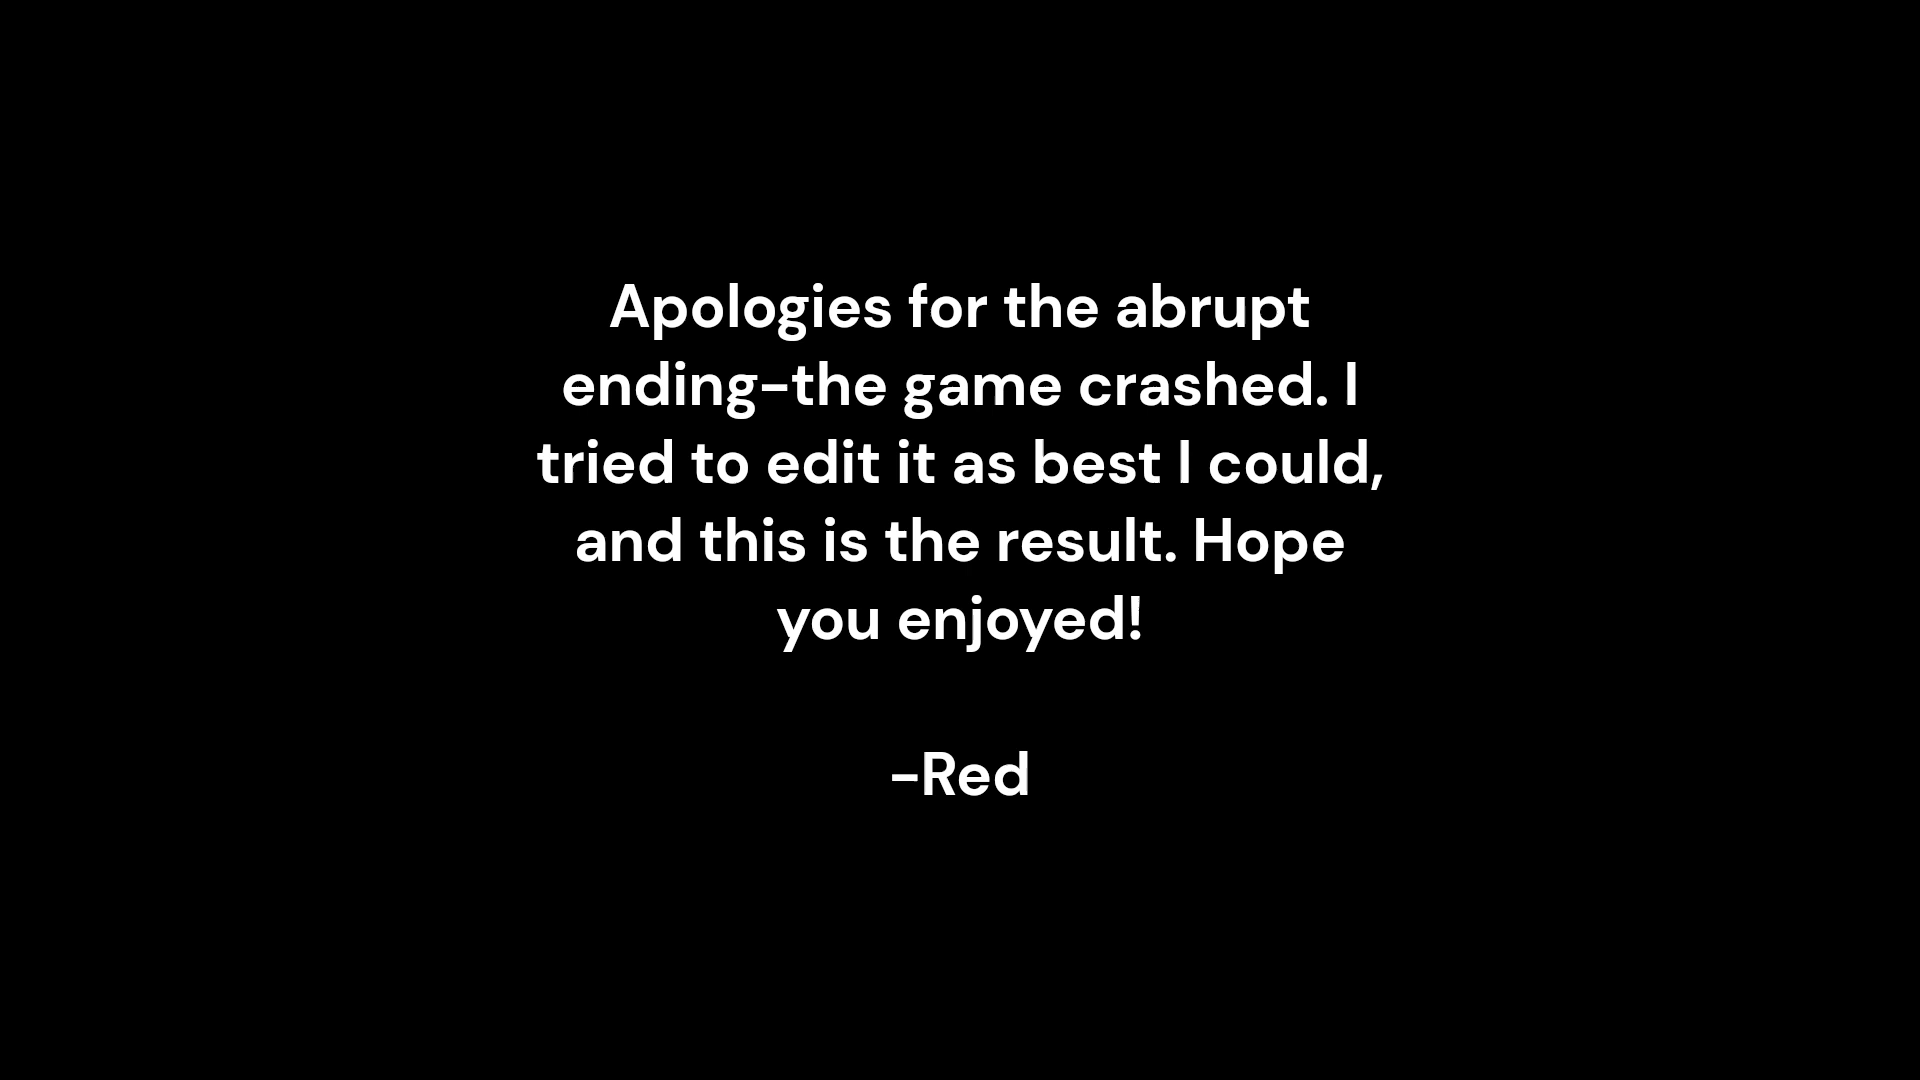 Apologies for the abrupt
ending-the game crashed. I
tried to edit it as best I could,
and this is the result. Hope
you enjoyed!
-Red